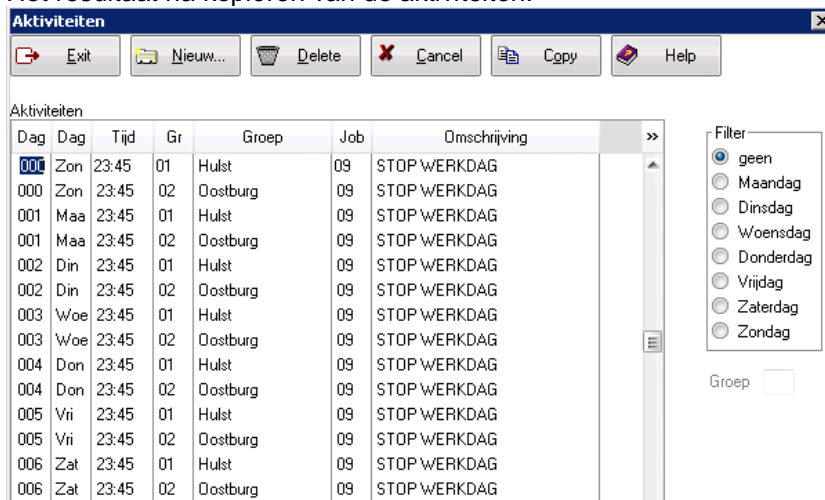 Het resultaat na kopiëren van de aktiviteiten:
Aktiviteiten
Exit Nieuw... Delete Cancel Copy Help
Aktiviteiten
Dag Dag Tijd Gr Groep Job Omschrijving »
000 Zon 23:45 01 Hulst 09 STOP WERKDAG
000 Zon 23:45 02 Oostburg 09 STOP WERKDAG
001 Maa 23:45 01 Hulst 09 STOP WERKDAG
001 Maa 23:45 02 Oostburg 09 STOP WERKDAG
002 Din 23:45 01 Hulst 09 STOP WERKDAG
002 Din 23:45 02 Oostburg 09 STOP WERKDAG
003 Woe 23:45 01 Hulst 09 STOP WERKDAG
003 Woe 23:45 02 Oostburg 09 STOP WERKDAG
004 Don 23:45 01 Hulst 09 STOP WERKDAG
004 Don 23:45 02 Oostburg 09 STOP WERKDAG
005 Vri 23:45 01 Hulst 09 STOP WERKDAG
005 Vri 23:45 02 Oostburg 09 STOP WERKDAG
006 Zat 23:45 01 Hulst 09 STOP WERKDAG
006 Zat 23:45 02 Oostburg 09 STOP WERKDAG
Filter
geen
Maandag
Dinsdag
Woensdag
Donderdag
Vrijdag
Zaterdag
Zondag
Groep